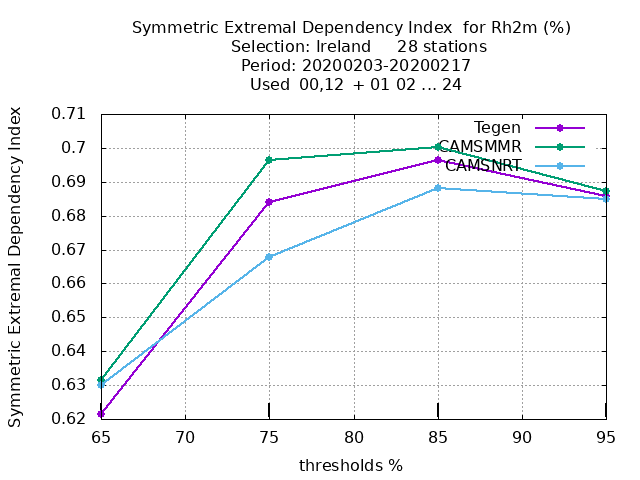 Symmetric Extremal Dependency Index  for Rh2m (%)
Selection: Ireland     28 stations
Period: 20200203-20200217
Used  00,12  + 01 02 ... 24
Symmetric Extremal Dependency Index
0.71
0.7
0.69
0.68
0.67
0.66
0.65
0.64
0.63
0.62
Tegen
CAMSMMR
CAMSNRT
65 70 75 80 85 90 95
thresholds %